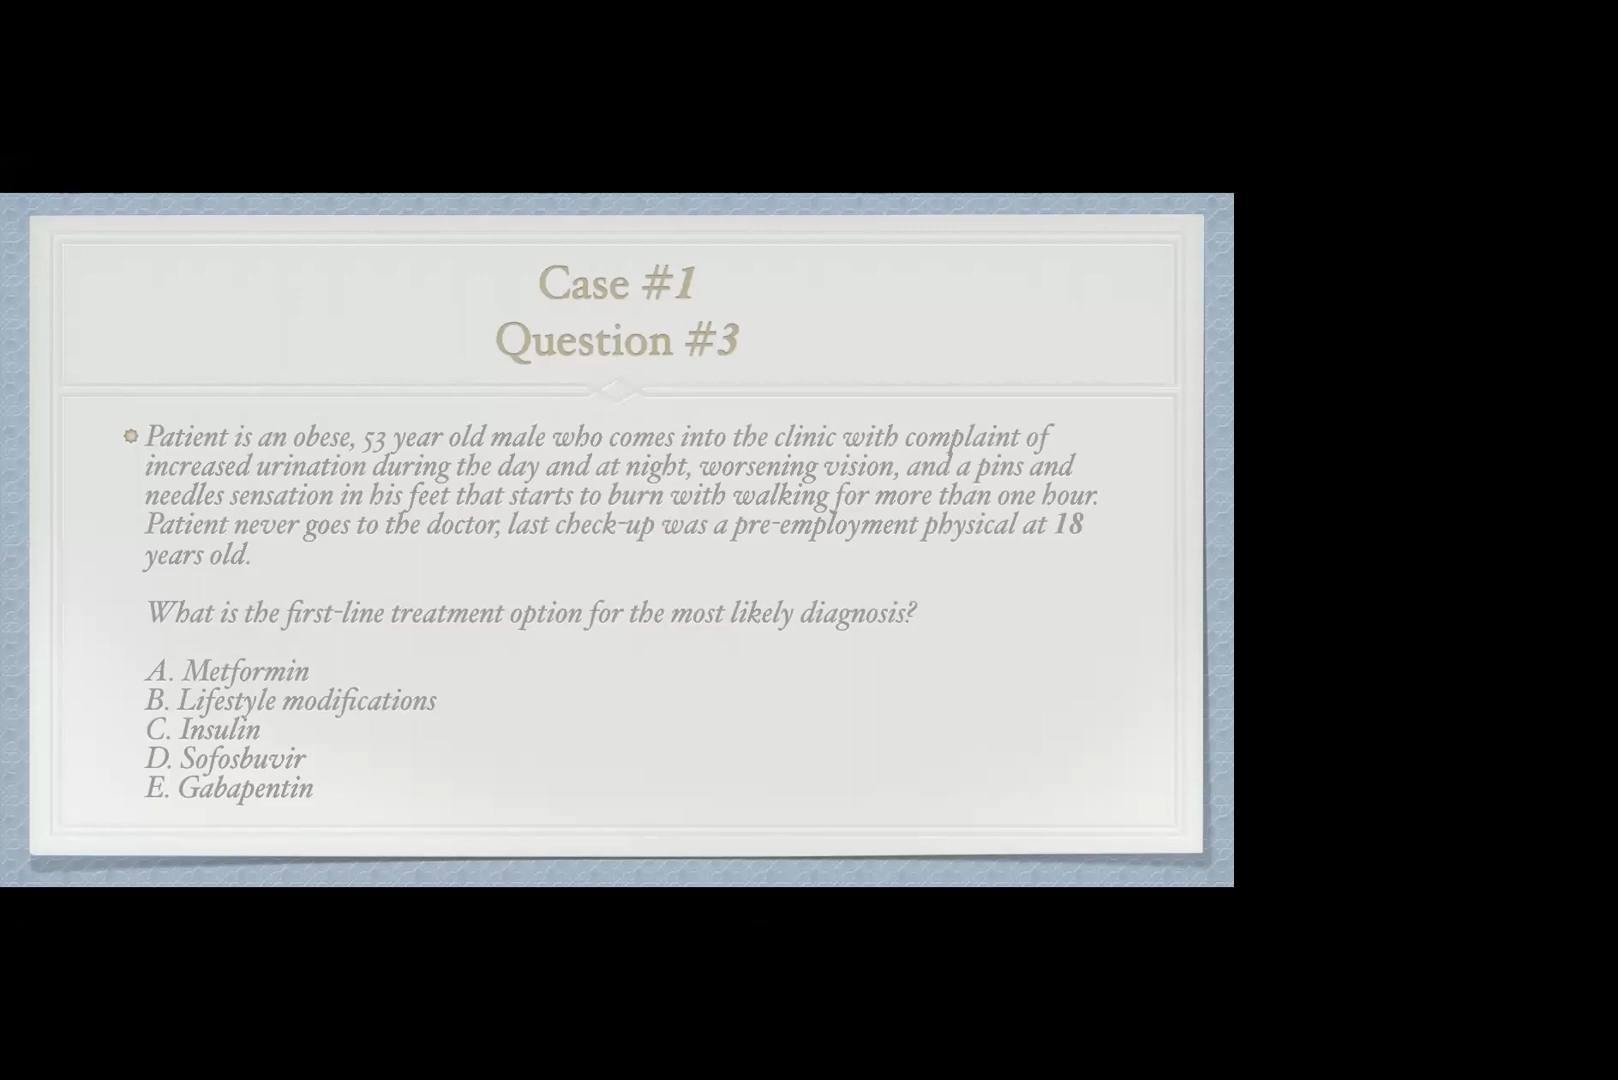 Case #1
Question #3
Patient is an obese, 53 year old male who comes into the clinic with complaint of
increased urination during the day and at night, worsening vision, and a pins and
needles sensation in his feet that starts to burn with walking for more than one hour.
Patient never goes to the doctor, last check-up was a pre-employment physical at 18
years old.
What is the first-line treatment option for the most likely diagnosis?
A. Metformin
B. Lifestyle modifications
C. Insulin
D. Sofosbuvir
E. Gabapentin